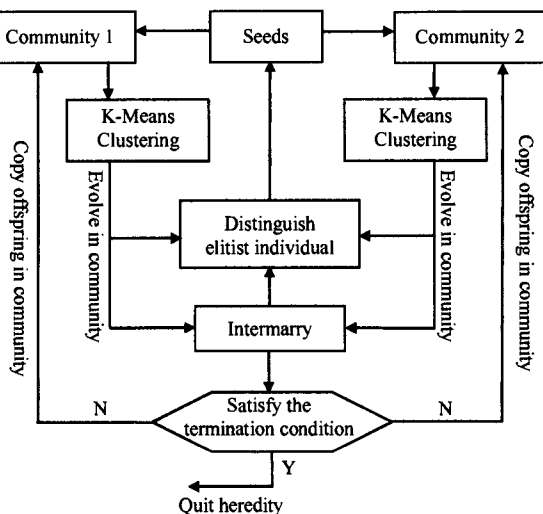 Community 1
Seeds
Community 2
K-Means
Clustering
K-Means
Clustering
Copy offspring in community
Evolve in community
Distinguish
elitist individual
Evolve in community
Copy offspring in community
Intermarry
N
Satisfy the
termination condition
N
Y
Quit heredity